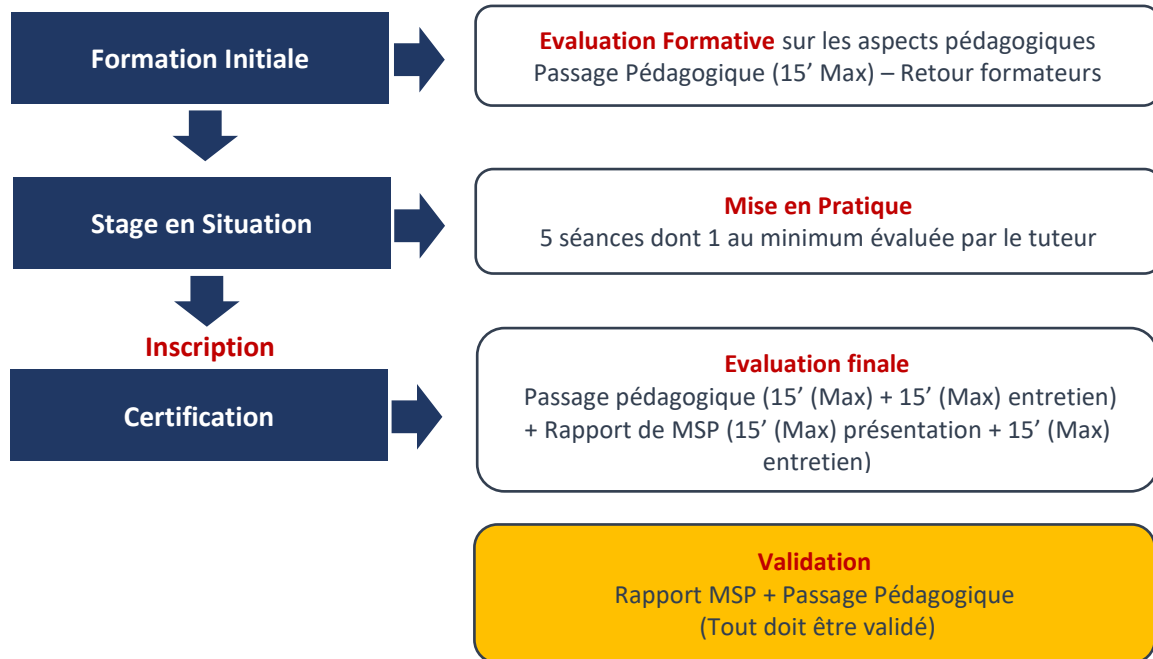 Formation Initiale
Evaluation Formative sur les aspects pédagogiques
Passage Pédagogique (15’ Max) – Retour formateurs
Stage en Situation
Mise en Pratique
5 séances dont 1 au minimum évaluée par le tuteur
Inscription
Certification
Evaluation finale
Passage pédagogique (15’ (Max) + 15’ (Max) entretien)
+ Rapport de MSP (15’ (Max) présentation + 15’ (Max)
entretien)
Validation
Rapport MSP + Passage Pédagogique
(Tout doit être validé)